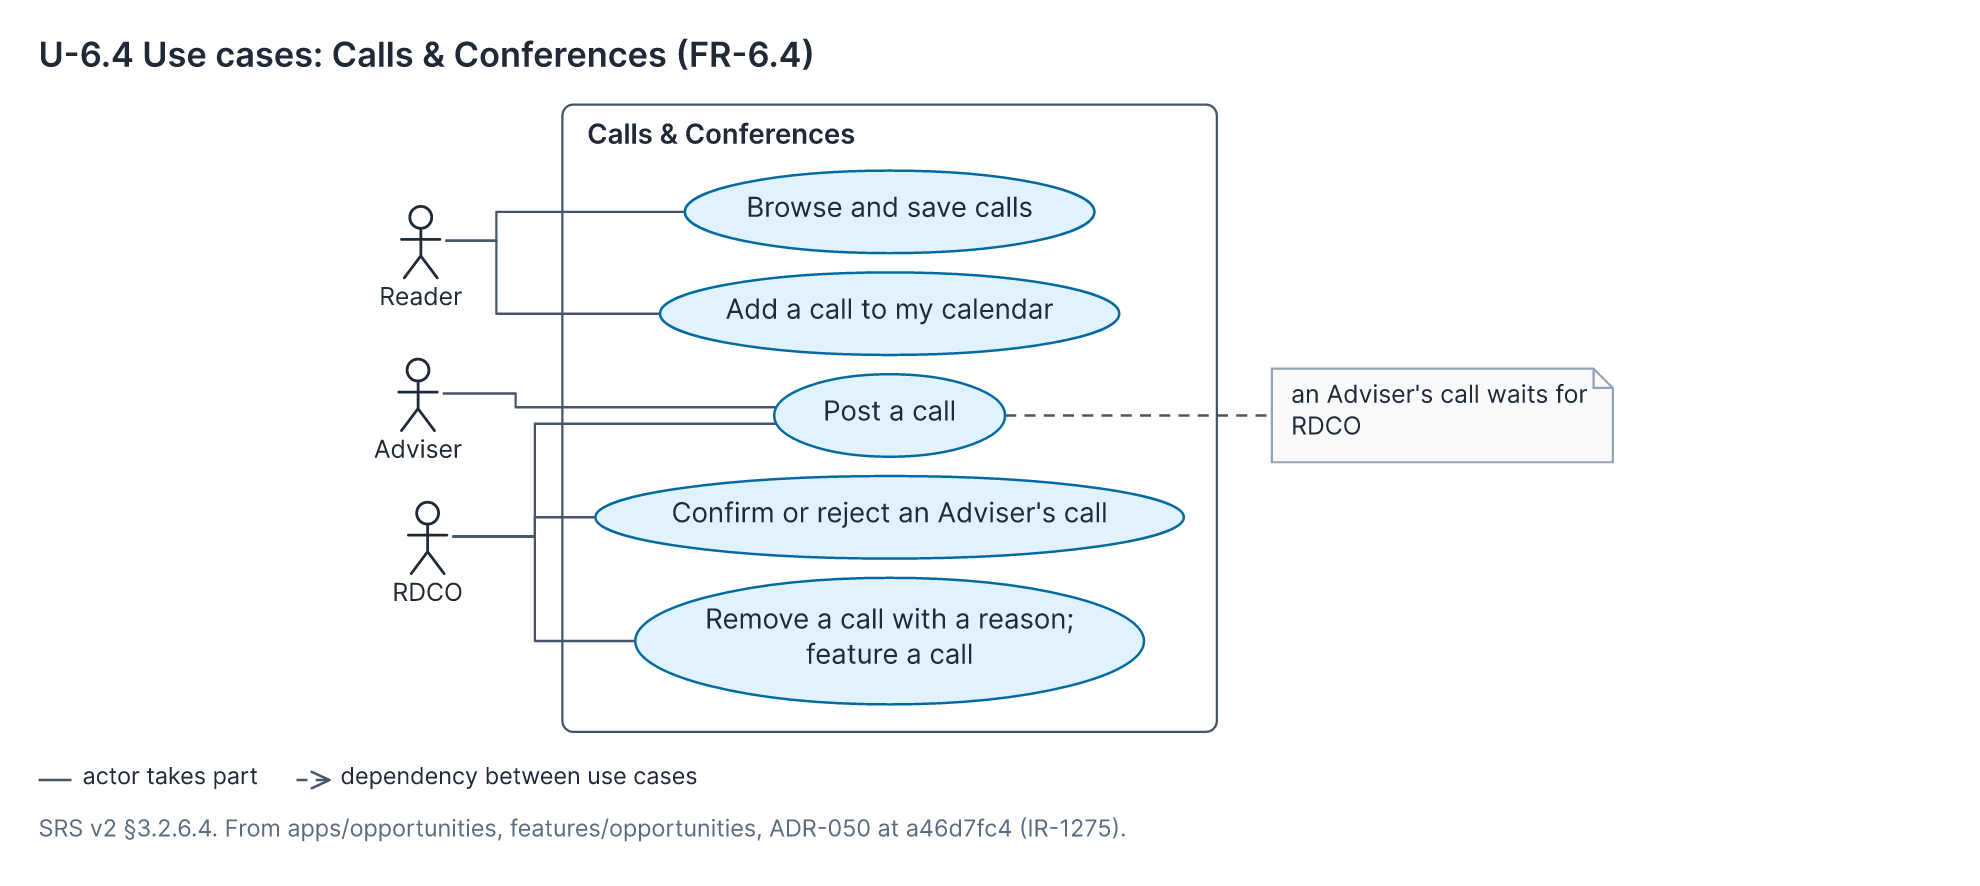 U-6.4 Use cases: Calls & Conferences (FR-6.4)
Calls & Conferences
Browse and save calls
Reader
Add a call to my calendar
Adviser
Post a call
an Adviser's call waits for
RDCO
Confirm or reject an Adviser's call
RDCO
Remove a call with a reason;
feature a call
actor takes part
dependency between use cases
SRS v2 §3.2.6.4. From apps/opportunities, features/opportunities, ADR-050 at a46d7fc4 (IR-1275).